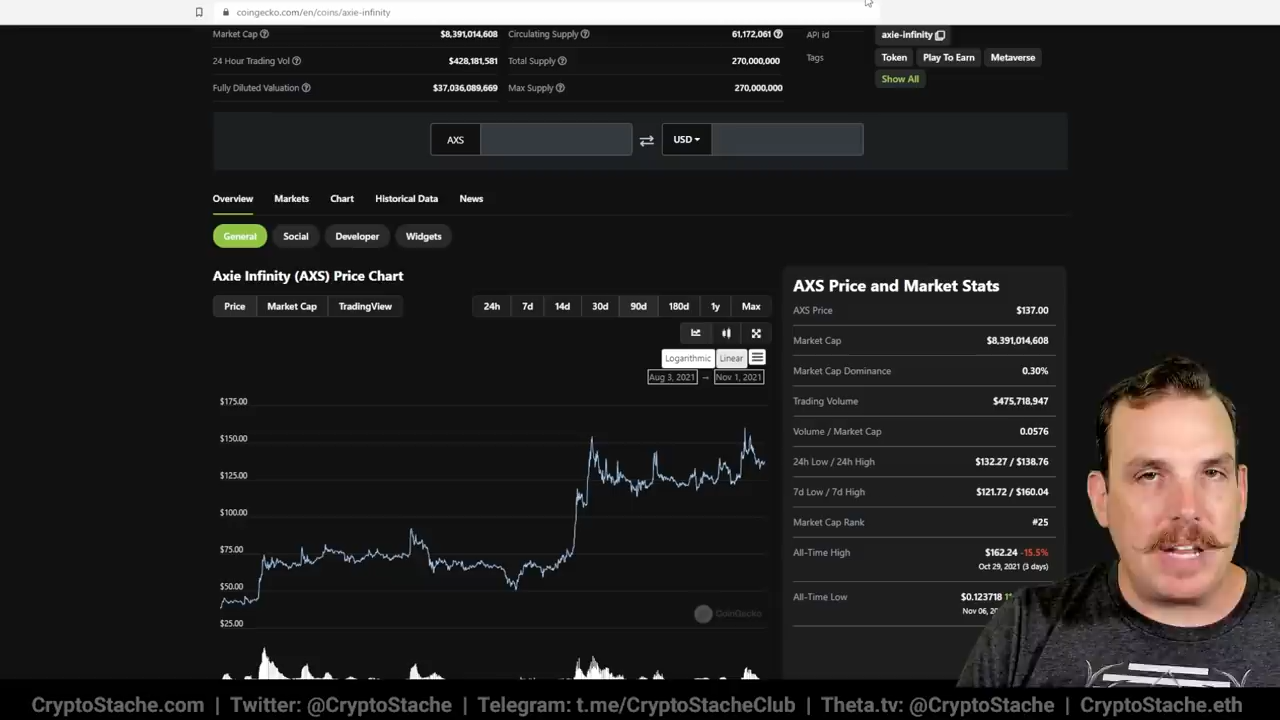 coingecko.com/en/coins/axie-infinity
Market Cap $8,391,014,608 Circulating Supply 61,172,061 API id axie-infinity
24 Hour Trading Vol $428,181,581 Total Supply 270,000,000 Tags Token Play To Earn Metaverse
Fully Diluted Valuation $37,036,089,669 Max Supply 270,000,000 Show All
AXS USD
Overview Markets Chart Historical Data News
General Social Developer Widgets
Axie Infinity (AXS) Price Chart
Price Market Cap TradingView 24h 7d 14d 30d 90d 180d 1y Max
Logarithmic Linear
Aug 3, 2021 → Nov 1, 2021
$175.00
$150.00
$125.00
$100.00
$75.00
$50.00
$25.00
CoinGecko
AXS Price and Market Stats
AXS Price $137.00
Market Cap $8,391,014,608
Market Cap Dominance 0.30%
Trading Volume $475,718,947
Volume / Market Cap 0.0576
24h Low / 24h High $132.27 / $138.76
7d Low / 7d High $121.72 / $160.04
Market Cap Rank #25
All-Time High $162.24 -15.5%
Oct 29, 2021 (3 days)
All-Time Low $0.123718
Nov 06,
CryptoStache.com | Twitter: @CryptoStache | Telegram: t.me/CryptoStacheClub | Theta.tv: @CryptoStache | CryptoStache.eth